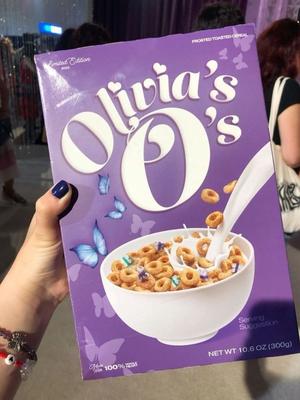 Limited Edition
FROSTED TOASTED CEREAL
Olivia's
O's
Serving
Suggestion
100%
NET WT 10.6 OZ (300g)